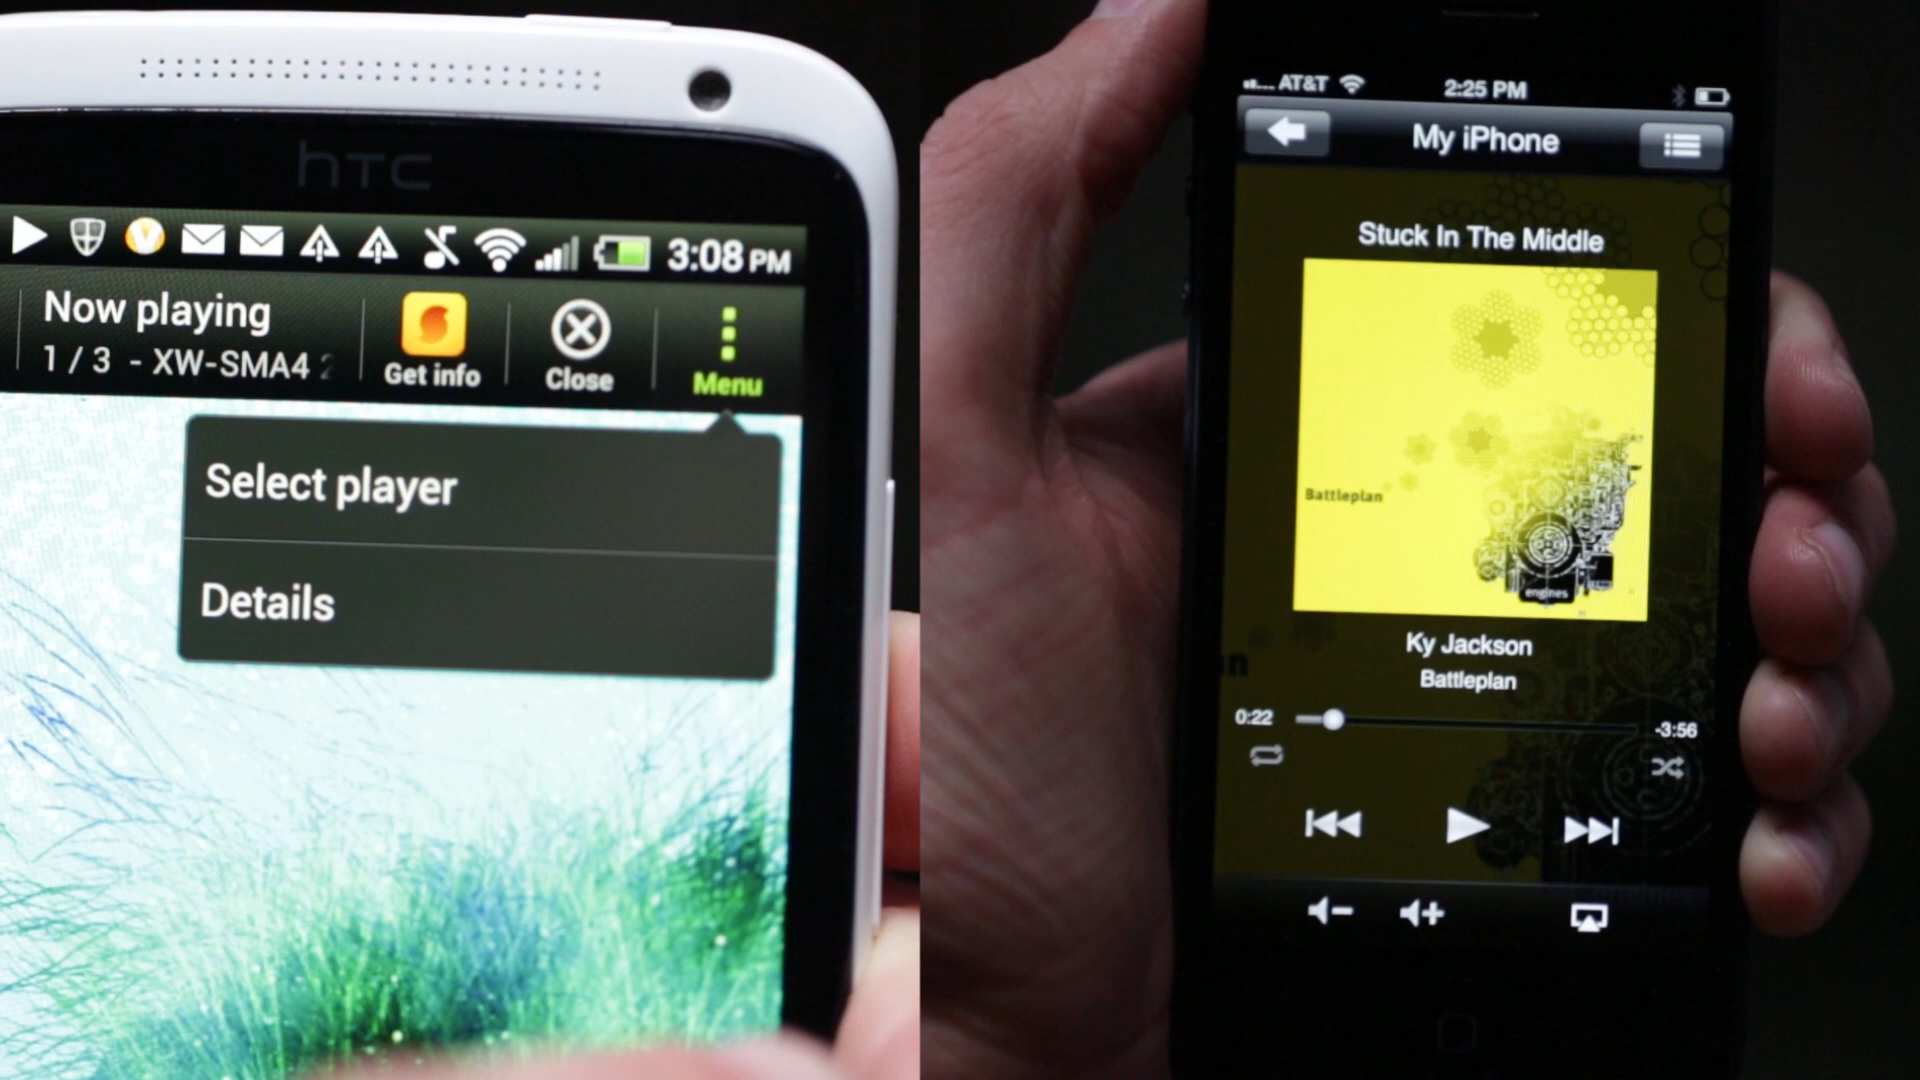 hTC
3:08 PM
Now playing
1 / 3 - XW-SMA4
Get info
Close
Menu
Select player
Details
AT&T
2:25 PM
My iPhone
Stuck In The Middle
Battleplan
engines
Ky Jackson
Battleplan
0:22
-3:56